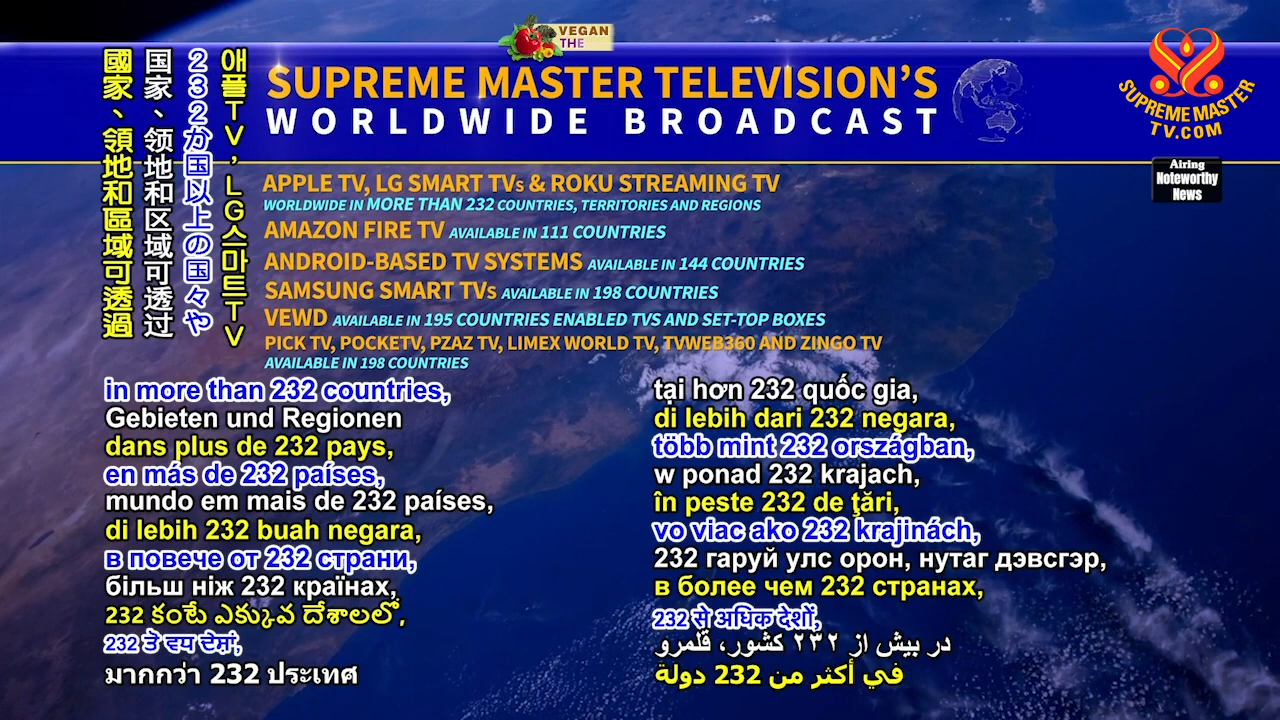 VEGAN
THE
SUPREME MASTER TELEVISION'S
WORLDWIDE BROADCAST
SUPREME MASTER
TV.COM
Airing
Noteworthy
News
國家、領地和區域可透過
国家、领地和区域可透过
232か国以上の国々や
애플TV, LG스마트TV
APPLE TV, LG SMART TVs & ROKU STREAMING TV
WORLDWIDE IN MORE THAN 232 COUNTRIES, TERRITORIES AND REGIONS
AMAZON FIRE TV AVAILABLE IN 111 COUNTRIES
ANDROID-BASED TV SYSTEMS AVAILABLE IN 144 COUNTRIES
SAMSUNG SMART TVs AVAILABLE IN 198 COUNTRIES
VEWD AVAILABLE IN 195 COUNTRIES ENABLED TVS AND SET-TOP BOXES
PICK TV, POCKETV, PZAZ TV, LIMEX WORLD TV, TVWEB360 AND ZINGO TV
AVAILABLE IN 198 COUNTRIES
in more than 232 countries,
Gebieten und Regionen
dans plus de 232 pays,
en más de 232 países,
mundo em mais de 232 países,
di lebih 232 buah negara,
в повече от 232 страни,
більш ніж 232 країнах,
232 కంటే ఎక్కువ దేశాలలో,
232 ਤੋਂ ਵਧ ਦੇਸ਼ਾਂ,
มากกว่า 232 ประเทศ
tại hơn 232 quốc gia,
di lebih dari 232 negara,
több mint 232 országban,
w ponad 232 krajach,
în peste 232 de ţări,
vo viac ako 232 krajinách,
232 гаруй улс орон, нутаг дэвсгэр,
в более чем 232 странах,
232 से अधिक देशों,
در بیش از ۲۳۲ کشور، قلمرو
في أكثر من 232 دولة